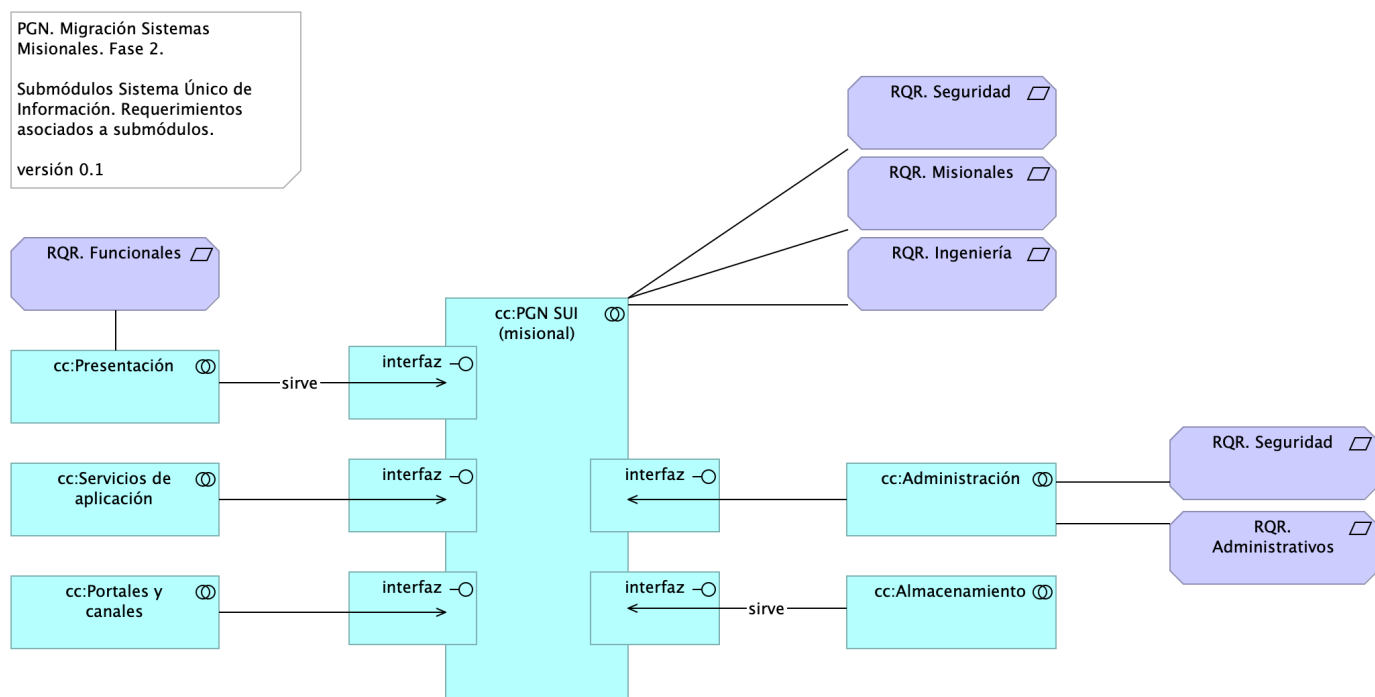 PGN. Migración Sistemas
Misionales. Fase 2.
Submódulos Sistema Único de
Información. Requerimientos
asociados a submódulos.
versión 0.1
RQR. Seguridad
RQR. Misionales
RQR. Ingeniería
RQR. Funcionales
cc:PGN SUI
(misional)
cc:Presentación
sirve
interfaz
cc:Servicios de
aplicación
interfaz
interfaz
cc:Administración
RQR. Seguridad
RQR.
Administrativos
cc:Portales y
canales
interfaz
interfaz
sirve
cc:Almacenamiento